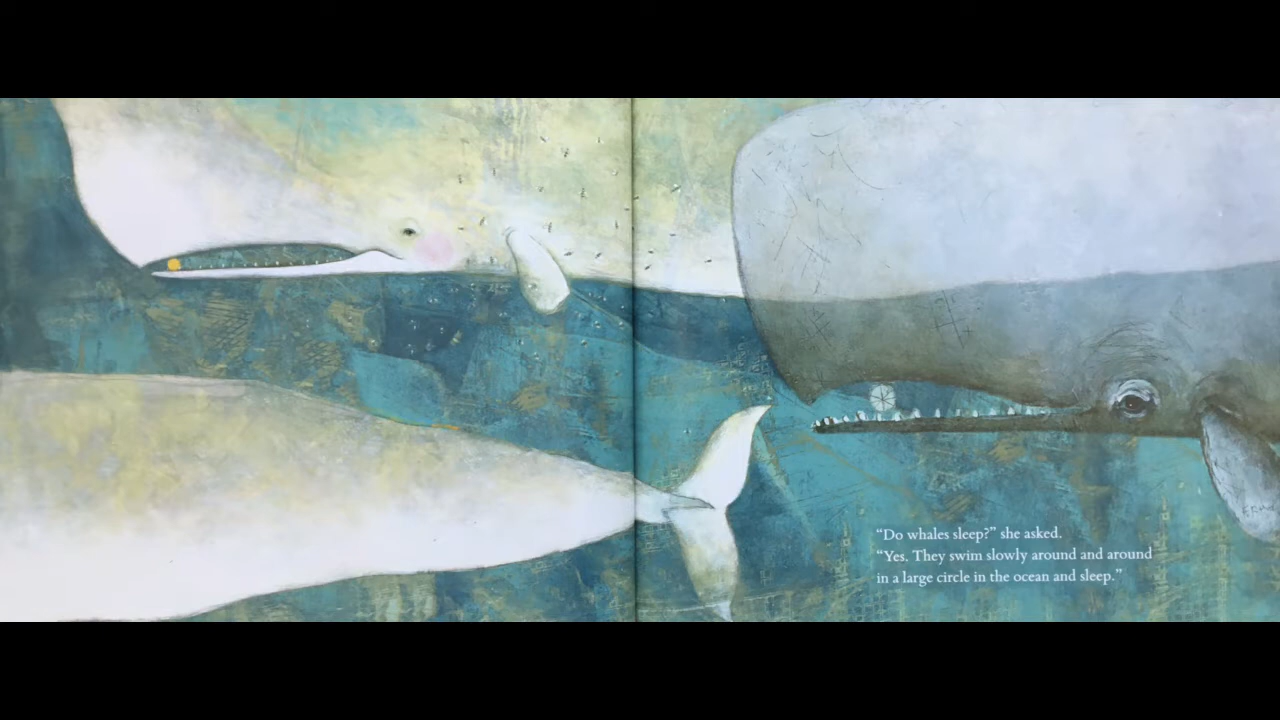 “Do whales sleep?” she asked.
“Yes. They swim slowly around and around
in a large circle in the ocean and sleep.”